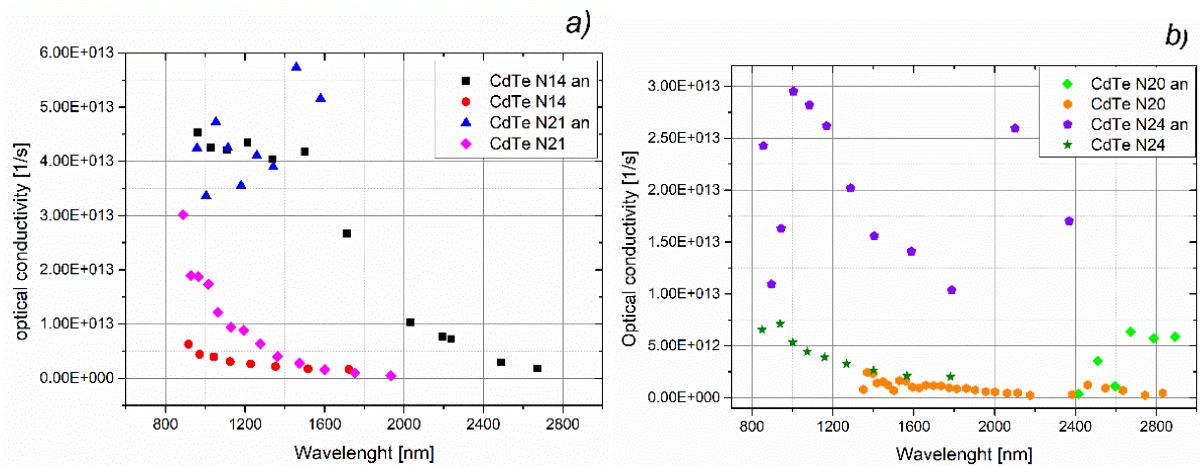 a)
6.00E+013
5.00E+013
4.00E+013
3.00E+013
2.00E+013
1.00E+013
0.00E+000
optical conductivity [1/s]
CdTe N14 an
CdTe N14
CdTe N21 an
CdTe N21
800 1200 1600 2000 2400 2800
Wavelenght [nm]
b)
3.00E+013
2.50E+013
2.00E+013
1.50E+013
1.00E+013
5.00E+012
0.00E+000
Optical conductivity [1/s]
CdTe N20 an
CdTe N20
CdTe N24 an
CdTe N24
800 1200 1600 2000 2400 2800
Wavelenght [nm]